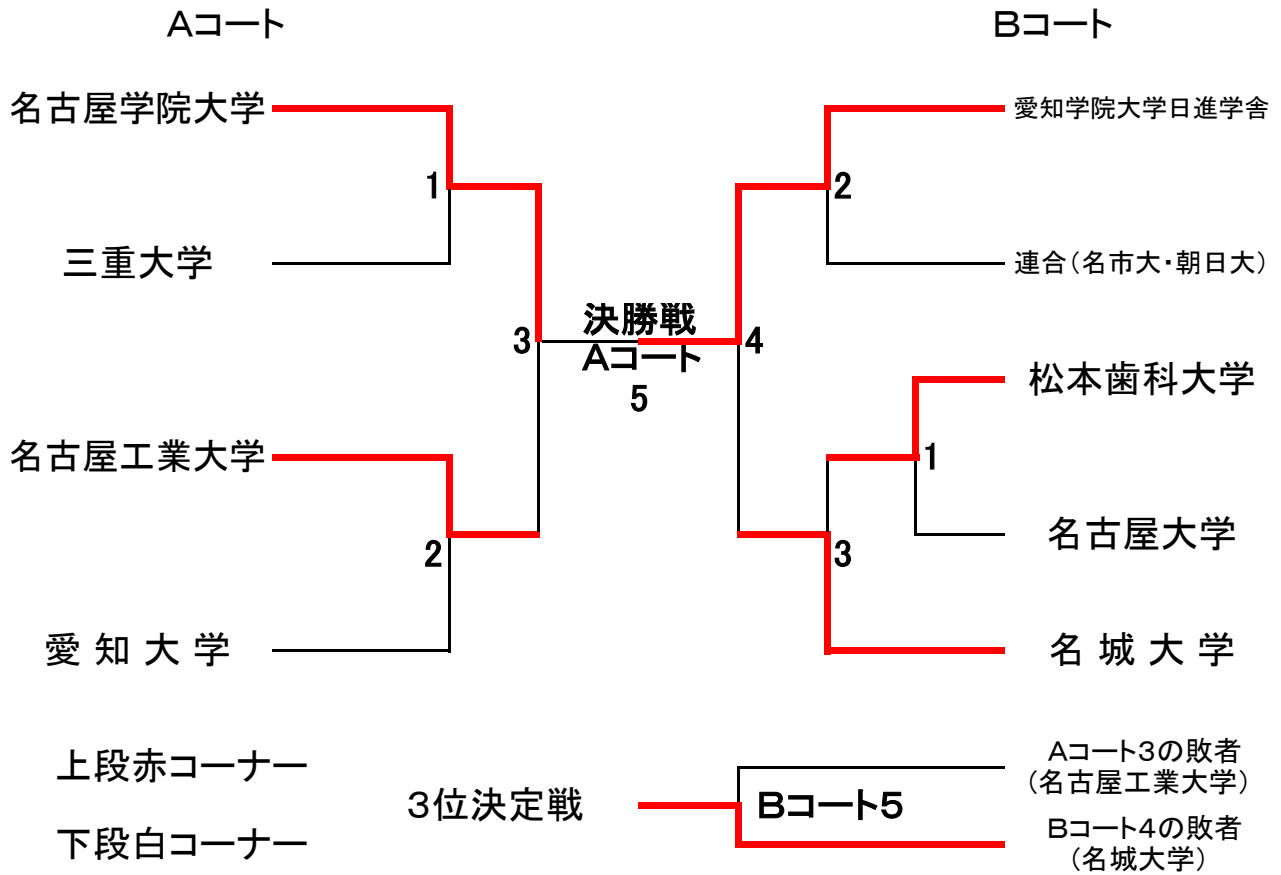 Aコート
Bコート
名古屋学院大学
愛知学院大学日進学舎
1
2
三重大学
連合(名市大・朝日大)
決勝戦
3
4
Aコート
松本歯科大学
5
名古屋工業大学
1
名古屋大学
2
3
愛知大学
名城大学
上段赤コーナー
Aコート3の敗者
(名古屋工業大学)
3位決定戦
Bコート5
下段白コーナー
Bコート4の敗者
(名城大学)